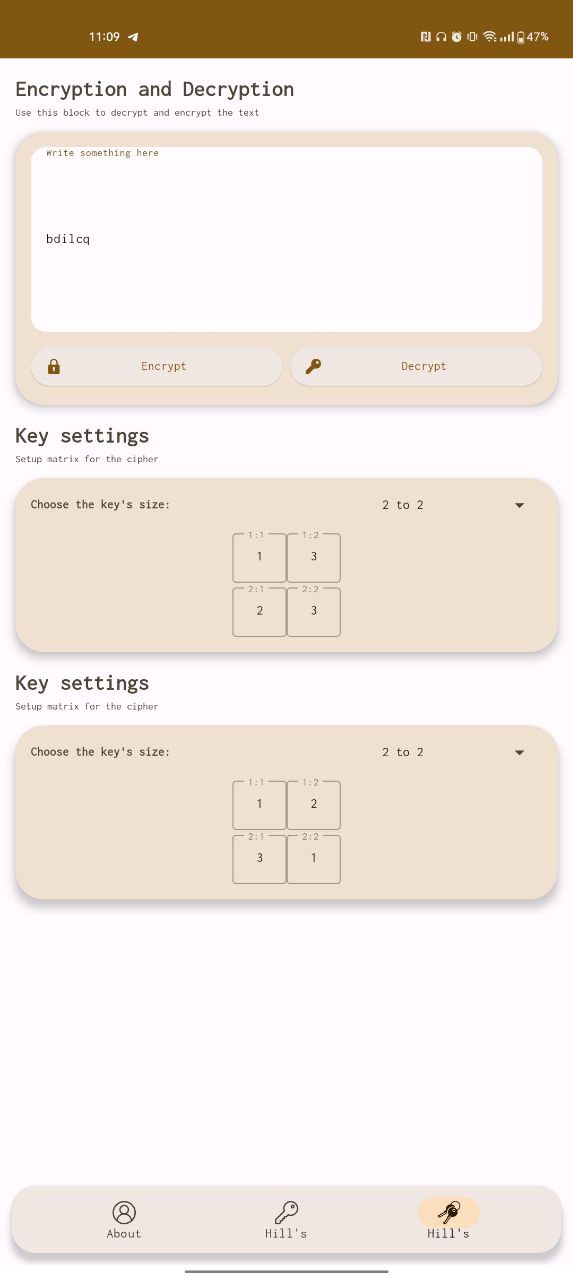 11:09 47%
Encryption and Decryption
Use this block to decrypt and encrypt the text
Write something here
bdilcq
Encrypt Decrypt
Key settings
Setup matrix for the cipher
Choose the key's size: 2 to 2
1:1 1:2
1 3
2:1 2:2
2 3
Key settings
Setup matrix for the cipher
Choose the key's size: 2 to 2
1:1 1:2
1 2
2:1 2:2
3 1
About Hill's Hill's